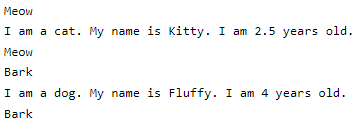 Meow
I am a cat. My name is Kitty. I am 2.5 years old.
Meow
Bark
I am a dog. My name is Fluffy. I am 4 years old.
Bark